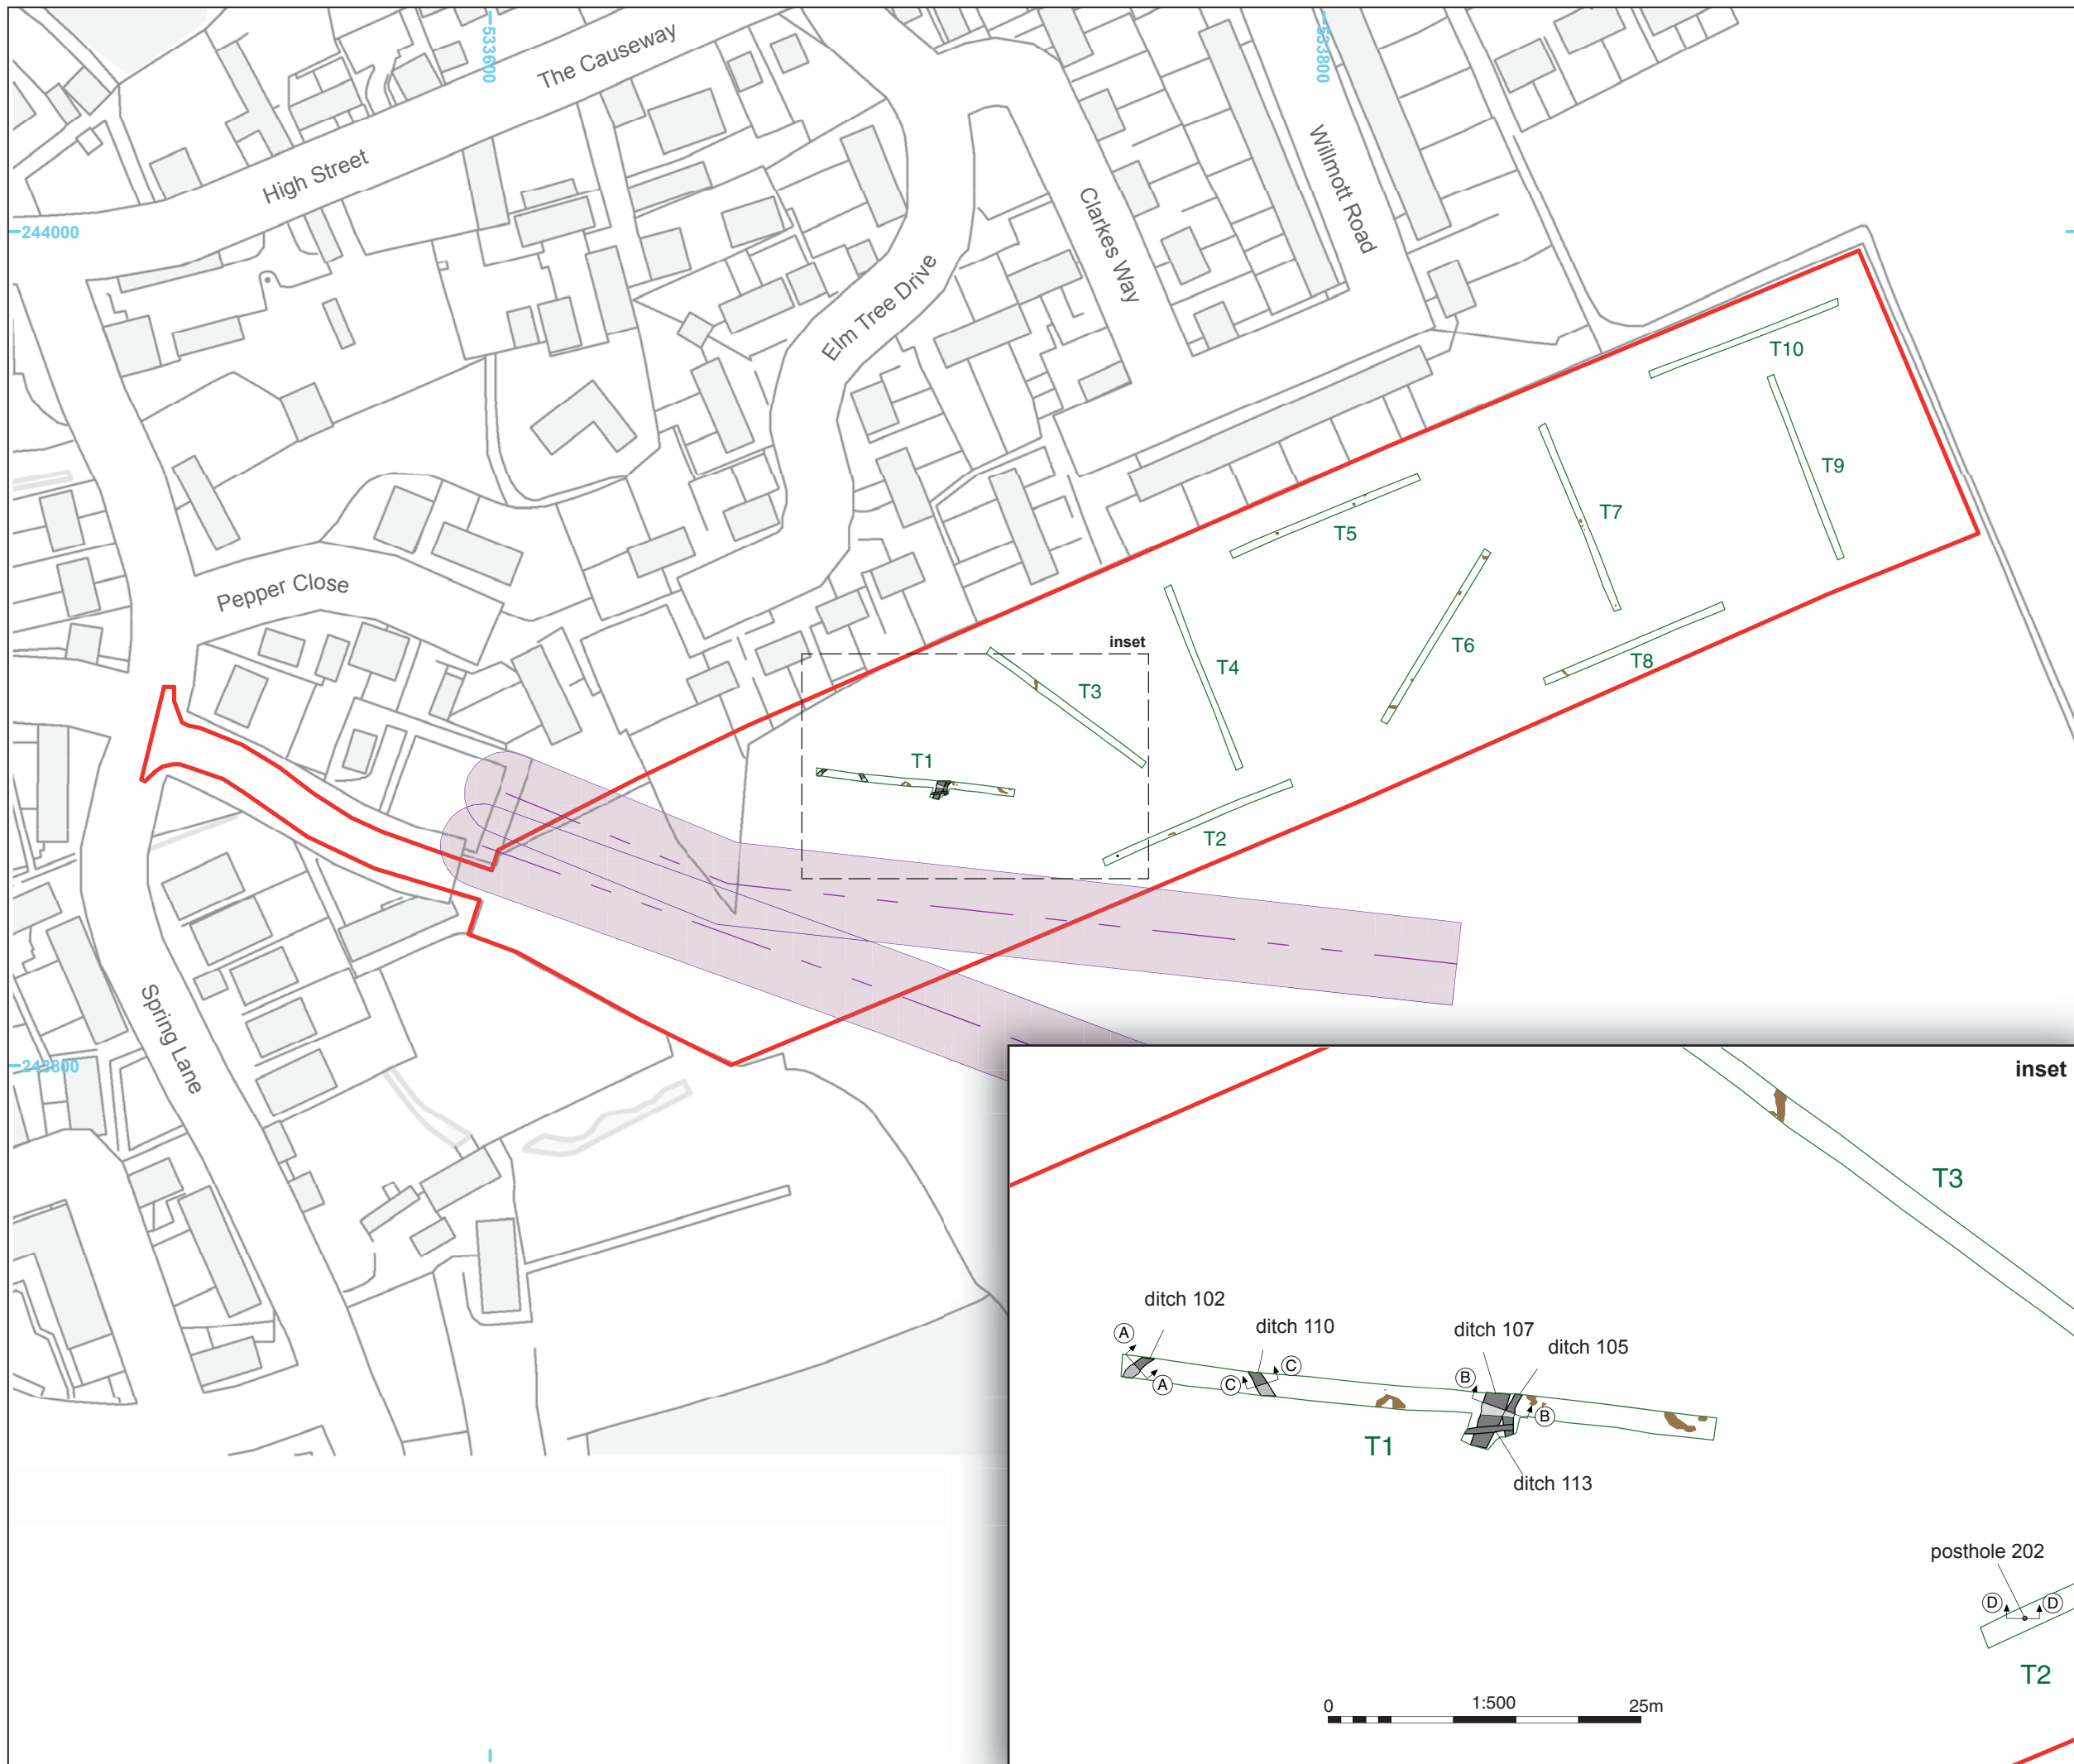 533600
533800
The Causeway
High Street
244000
Elm Tree Drive
Clarkes Way
Willmott Road
T10
T9
T7
T5
Pepper Close
T6
T8
T4
inset
T3
T1
T2
Spring Lane
243800
inset
T3
ditch 102
ditch 110
ditch 107
ditch 105
A
A
C
C
B
B
T1
ditch 113
posthole 202
D
D
T2
0
1:500
25m